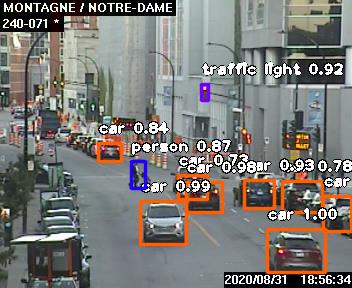 MONTAGNE / NOTRE-DAME
240-071 *
traffic light 0.92
car 0.84
person 0.87
car 0.73
car 0.98
car 0.93
0.78
car 0.99
car
car 1.00
2020/08/31 18:56:34